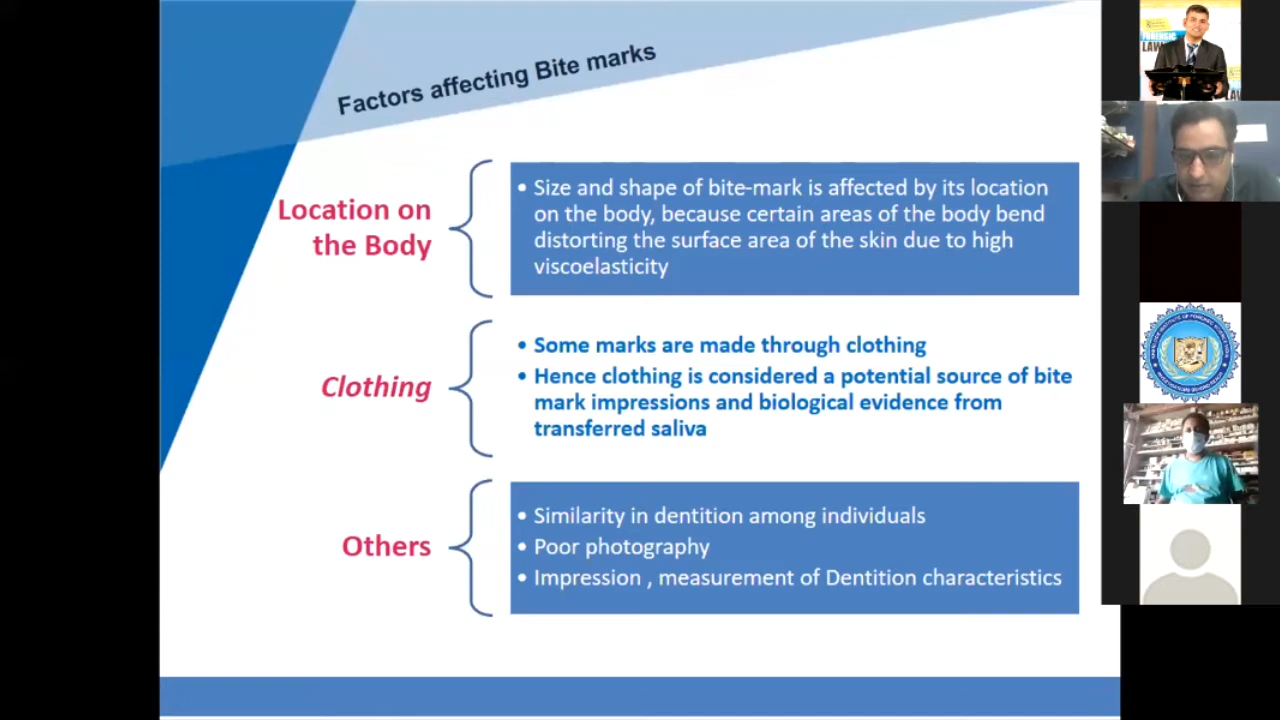 Factors affecting Bite marks
Location on
the Body
• Size and shape of bite-mark is affected by its location
on the body, because certain areas of the body bend
distorting the surface area of the skin due to high
viscoelasticity
Clothing
• Some marks are made through clothing
• Hence clothing is considered a potential source of bite
mark impressions and biological evidence from
transferred saliva
Others
• Similarity in dentition among individuals
• Poor photography
• Impression , measurement of Dentition characteristics
FORENSIC
LAW